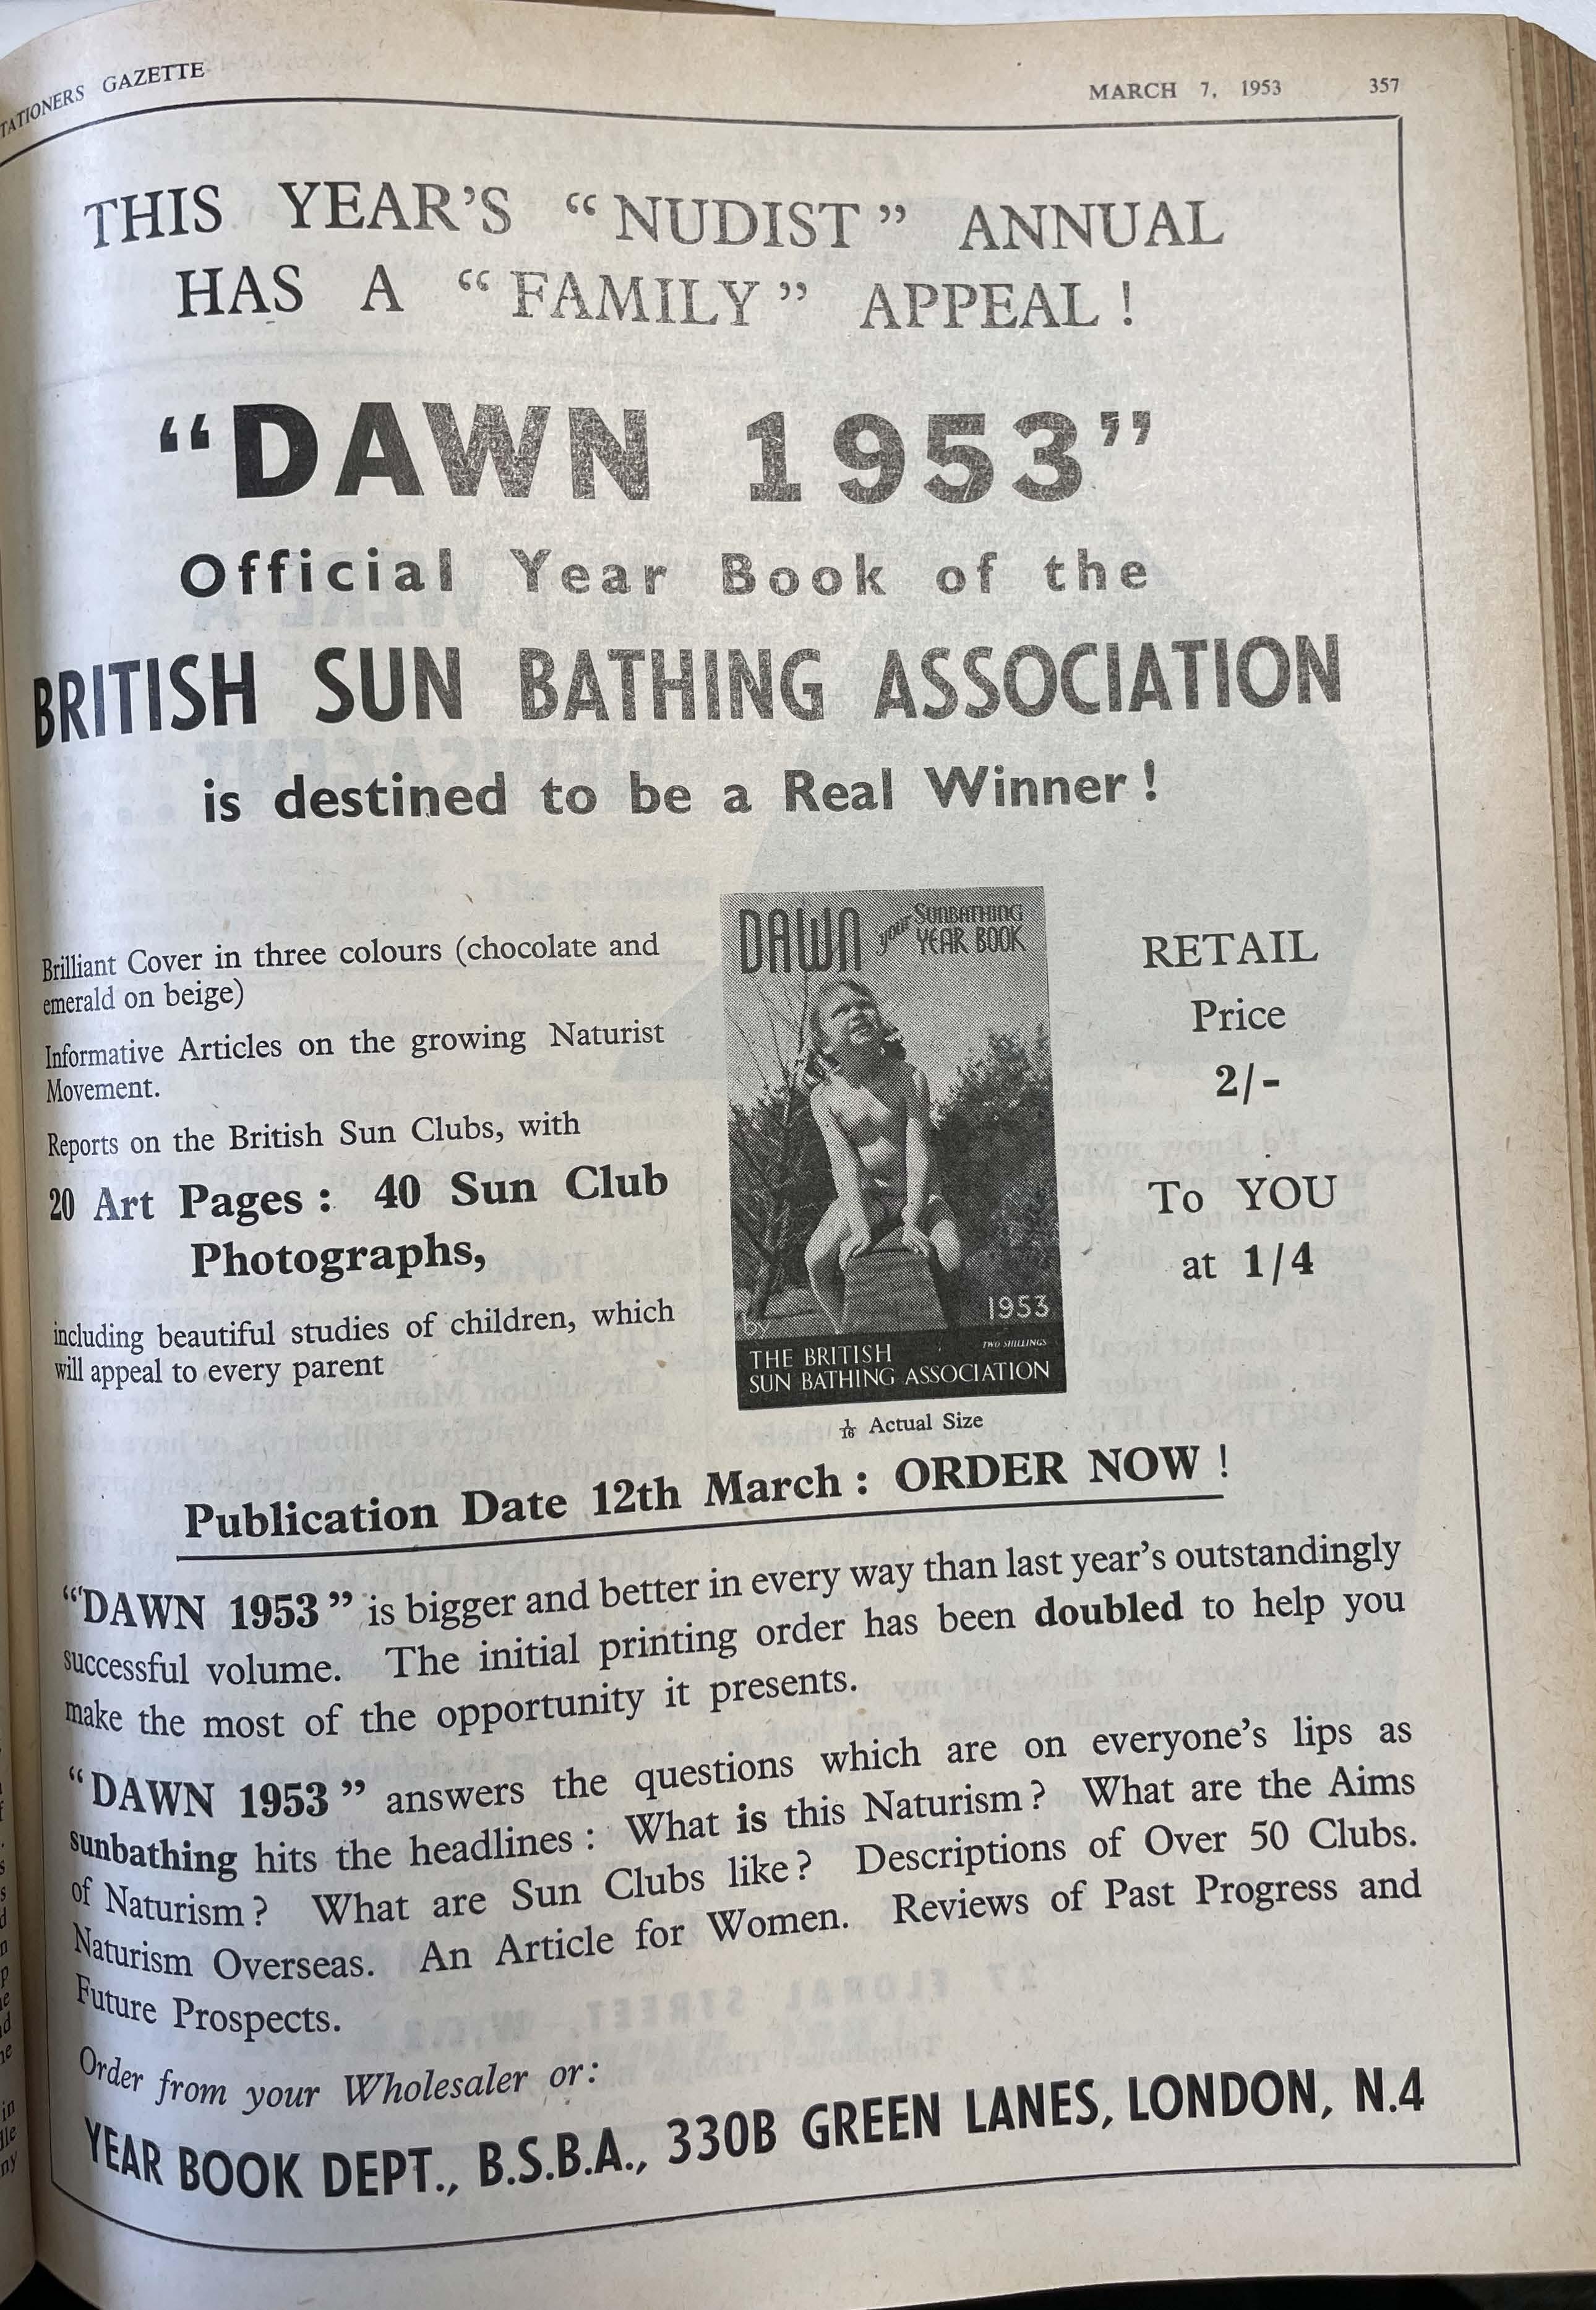 TATIONERS GAZETTE
MARCH 7, 1953 357
THIS YEAR'S “NUDIST” ANNUAL
HAS A “FAMILY” APPEAL!
“DAWN 1953”
Official Year Book of the
BRITISH SUN BATHING ASSOCIATION
is destined to be a Real Winner!
Brilliant Cover in three colours (chocolate and
emerald on beige)
Informative Articles on the growing Naturist
Movement.
Reports on the British Sun Clubs, with
20 Art Pages: 40 Sun Club
Photographs,
including beautiful studies of children, which
will appeal to every parent
DAWN your SUNBATHING
YEAR BOOK
1953
by
TWO SHILLINGS
THE BRITISH
SUN BATHING ASSOCIATION
1/16 Actual Size
RETAIL
Price
2/-
To YOU
at 1/4
Publication Date 12th March: ORDER NOW!
“DAWN 1953” is bigger and better in every way than last year's outstandingly
successful volume. The initial printing order has been doubled to help you
make the most of the opportunity it presents.
“DAWN 1953” answers the questions which are on everyone's lips as
sunbathing hits the headlines: What is this Naturism? What are the Aims
of Naturism? What are Sun Clubs like? Descriptions of Over 50 Clubs.
Naturism Overseas. An Article for Women. Reviews of Past Progress and
Future Prospects.
Order from your Wholesaler or:
YEAR BOOK DEPT., B.S.B.A., 330B GREEN LANES, LONDON, N.4